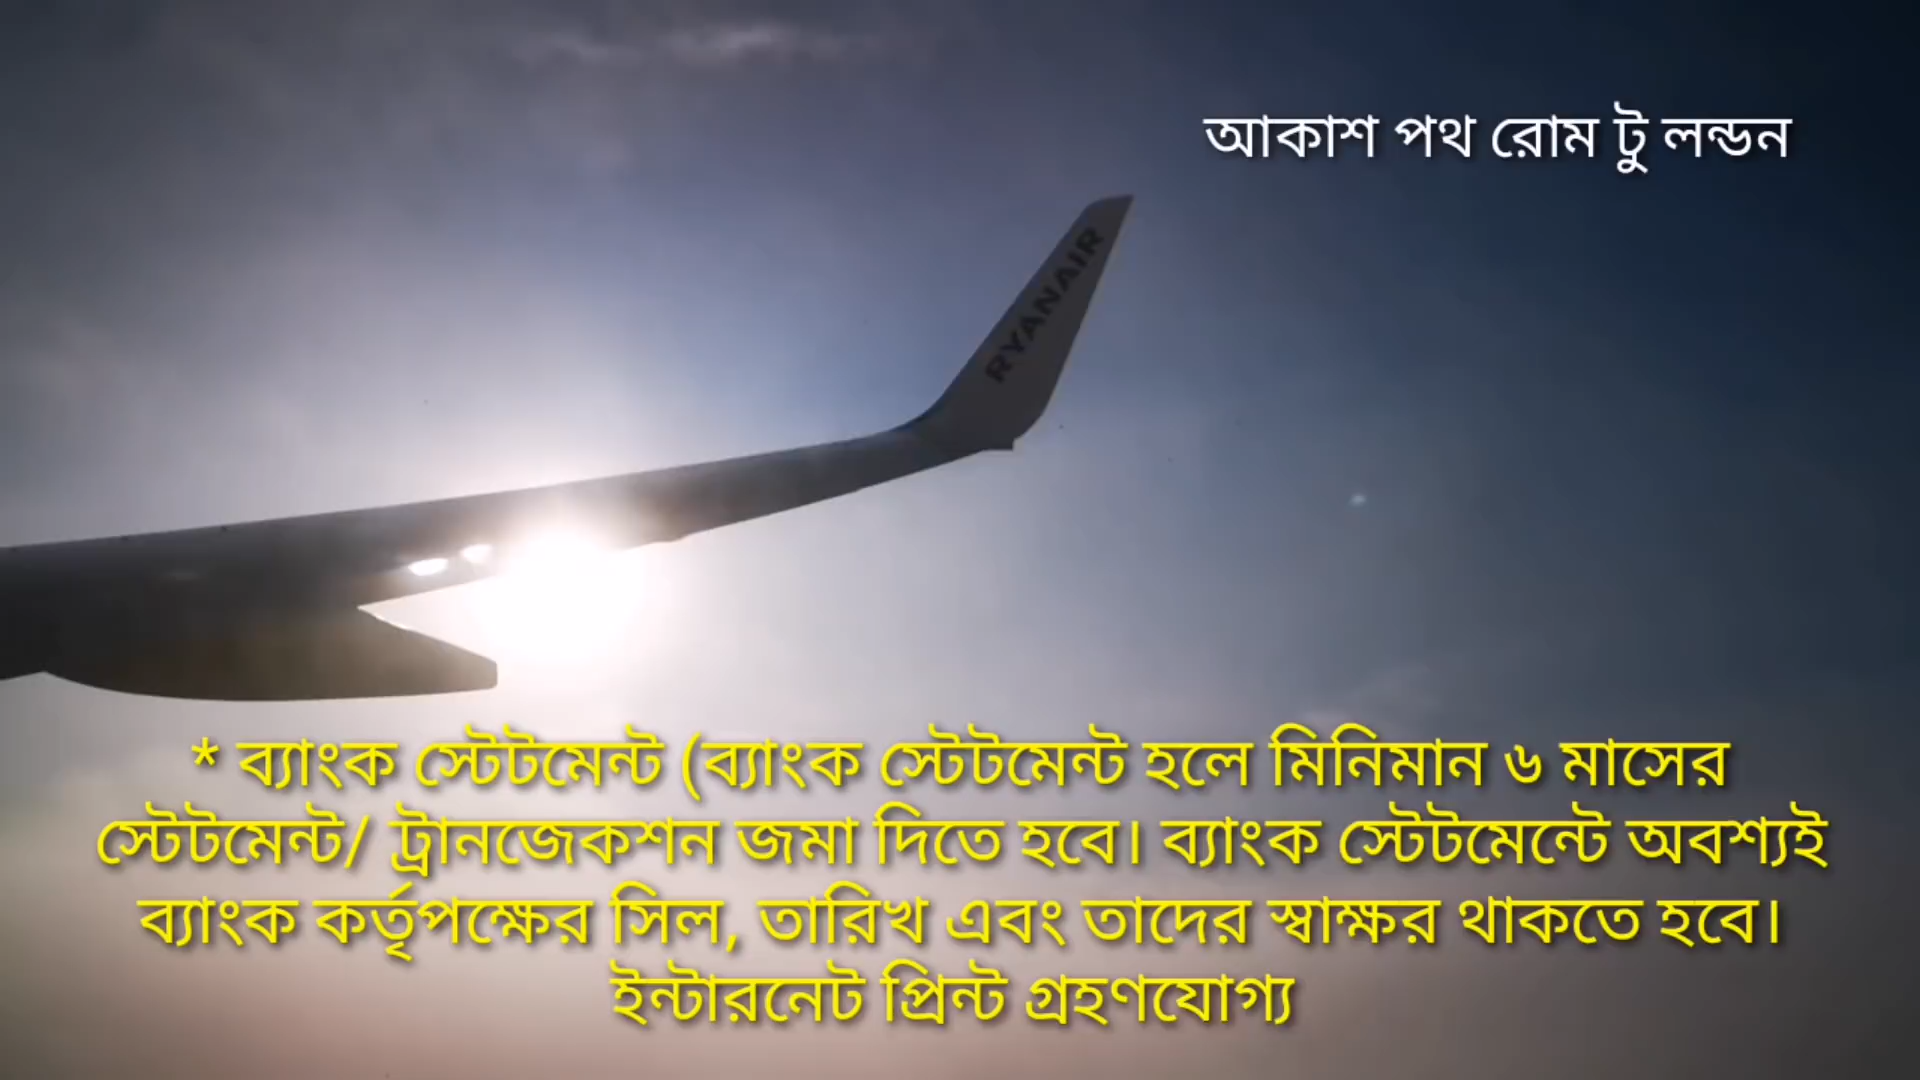 আকাশ পথ রোম টু লন্ডন
RYANAIR
* ব্যাংক স্টেটমেন্ট (ব্যাংক স্টেটমেন্ট হলে মিনিমান ৬ মাসের
স্টেটমেন্ট/ ট্রানজেকশন জমা দিতে হবে। ব্যাংক স্টেটমেন্টে অবশ্যই
ব্যাংক কর্তৃপক্ষের সিল, তারিখ এবং তাদের স্বাক্ষর থাকতে হবে।
ইন্টারনেট প্রিন্ট গ্রহণযোগ্য